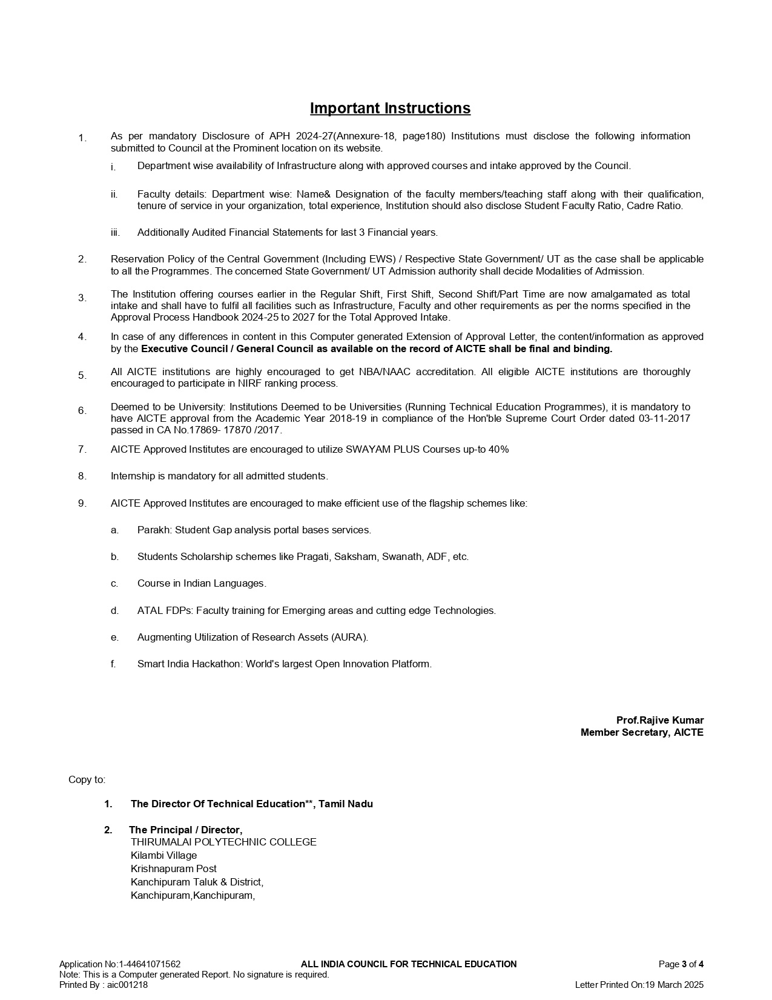 Important Instructions
1. As per mandatory Disclosure of APH 2024-27(Annexure-18, page180) Institutions must disclose the following information
submitted to Council at the Prominent location on its website.
i. Department wise availability of Infrastructure along with approved courses and intake approved by the Council.
ii. Faculty details: Department wise: Name& Designation of the faculty members/teaching staff along with their qualification,
tenure of service in your organization, total experience, Institution should also disclose Student Faculty Ratio, Cadre Ratio.
iii. Additionally Audited Financial Statements for last 3 Financial years.
2. Reservation Policy of the Central Government (Including EWS) / Respective State Government/ UT as the case shall be applicable
to all the Programmes. The concerned State Government/ UT Admission authority shall decide Modalities of Admission.
3. The Institution offering courses earlier in the Regular Shift, First Shift, Second Shift/Part Time are now amalgamated as total
intake and shall have to fulfil all facilities such as Infrastructure, Faculty and other requirements as per the norms specified in the
Approval Process Handbook 2024-25 to 2027 for the Total Approved Intake.
4. In case of any differences in content in this Computer generated Extension of Approval Letter, the content/information as approved
by the Executive Council / General Council as available on the record of AICTE shall be final and binding.
5. All AICTE institutions are highly encouraged to get NBA/NAAC accreditation. All eligible AICTE institutions are thoroughly
encouraged to participate in NIRF ranking process.
6. Deemed to be University: Institutions Deemed to be Universities (Running Technical Education Programmes), it is mandatory to
have AICTE approval from the Academic Year 2018-19 in compliance of the Hon'ble Supreme Court Order dated 03-11-2017
passed in CA No.17869- 17870 /2017.
7. AICTE Approved Institutes are encouraged to utilize SWAYAM PLUS Courses up-to 40%
8. Internship is mandatory for all admitted students.
9. AICTE Approved Institutes are encouraged to make efficient use of the flagship schemes like:
a. Parakh: Student Gap analysis portal bases services.
b. Students Scholarship schemes like Pragati, Saksham, Swanath, ADF, etc.
c. Course in Indian Languages.
d. ATAL FDPs: Faculty training for Emerging areas and cutting edge Technologies.
e. Augmenting Utilization of Research Assets (AURA).
f. Smart India Hackathon: World's largest Open Innovation Platform.
Prof.Rajive Kumar
Member Secretary, AICTE
Copy to:
1. The Director Of Technical Education**, Tamil Nadu
2. The Principal / Director,
THIRUMALAI POLYTECHNIC COLLEGE
Kilambi Village
Krishnapuram Post
Kanchipuram Taluk & District,
Kanchipuram,Kanchipuram,
Application No:1-44641071562 ALL INDIA COUNCIL FOR TECHNICAL EDUCATION Page 3 of 4
Note: This is a Computer generated Report. No signature is required.
Printed By : aic001218 Letter Printed On:19 March 2025